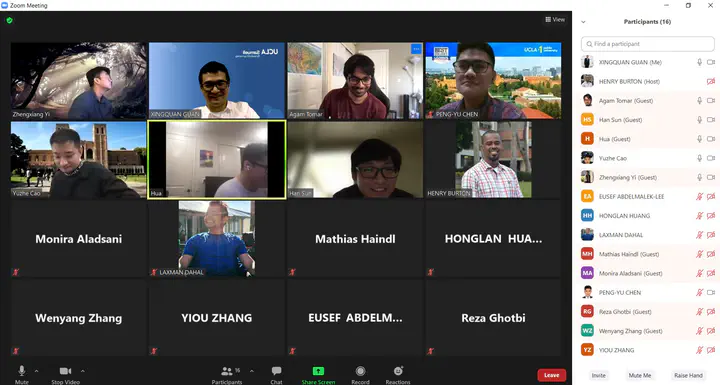 Zoom Meeting
View
UCLA Samueli
UCLA
Zhengxiang Yi
XINGQUAN GUAN
Agam Tomar
PENG-YU CHEN
Yuzhe Cao
Hua
Han Sun
HENRY BURTON
Monira Aladsani
LAXMAN DAHAL
Mathias Haindl
HONGLAN HUA...
Wenyang Zhang
YIOU ZHANG
EUSEF ABDELM...
Reza Ghotbi
Mute
Stop Video
16
Participants
Chat
Share Screen
Record
Reactions
Leave
Participants (16)
Find a participant
XINGQUAN GUAN (Me)
HENRY BURTON (Host)
Agam Tomar (Guest)
HS Han Sun (Guest)
H Hua (Guest)
Yuzhe Cao
Zhengxiang Yi (Guest)
EA EUSEF ABDELMALEK-LEE
HH HONGLAN HUANG
LAXMAN DAHAL
MH Mathias Haindl (Guest)
MA Monira Aladsani (Guest)
PENG-YU CHEN
RG Reza Ghotbi (Guest)
WZ Wenyang Zhang (Guest)
YZ YIOU ZHANG
Invite
Mute Me
Raise Hand